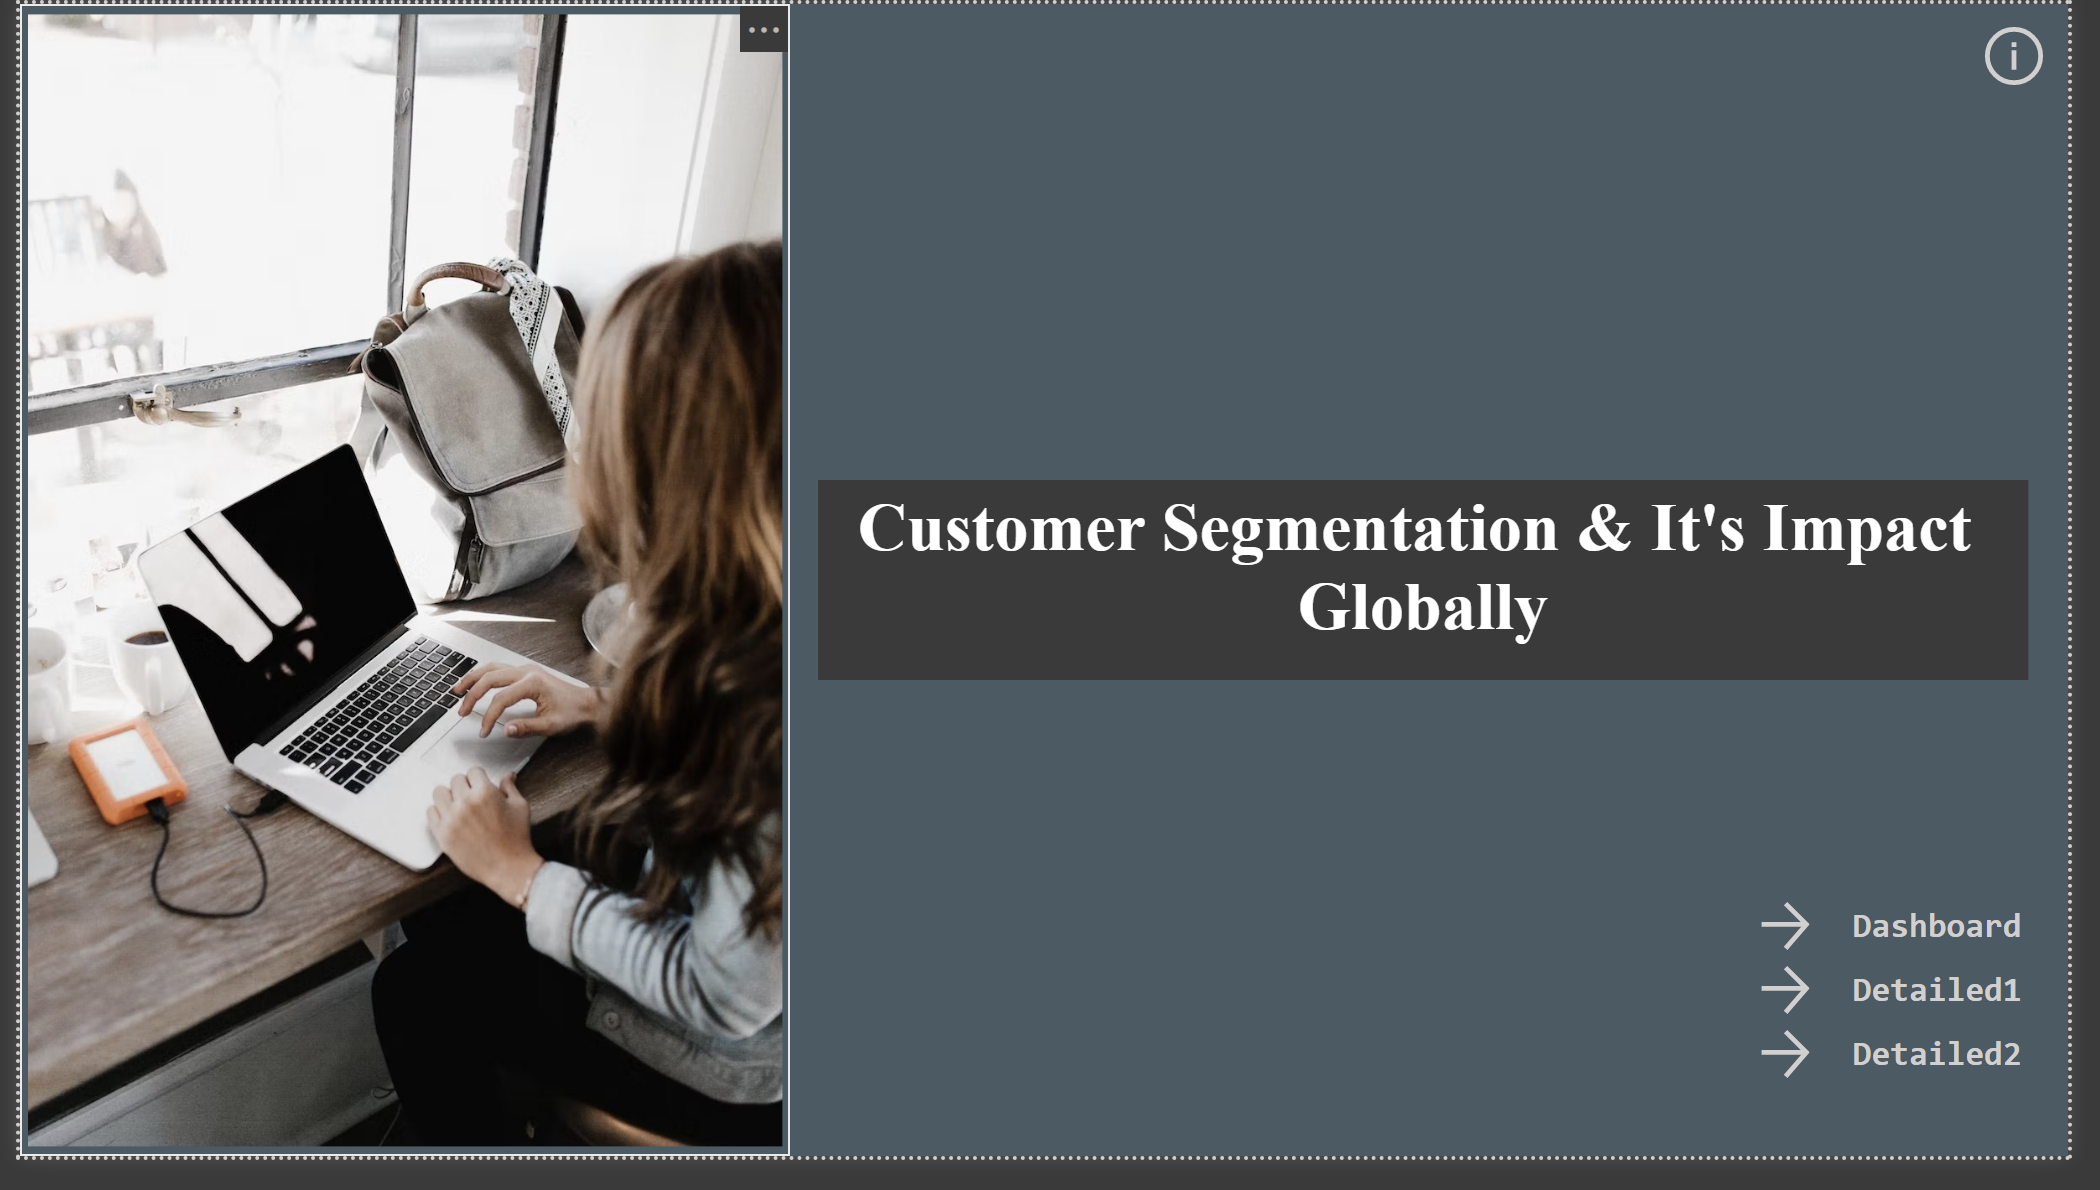 i
Customer Segmentation & It's Impact
Globally
Dashboard
Detailed1
Detailed2